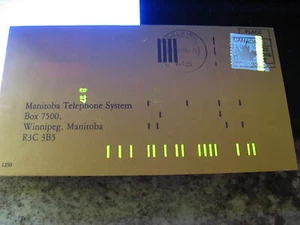 Manitoba Telephone System
Box 7500,
Winnipeg, Manitoba
R3C 3B5